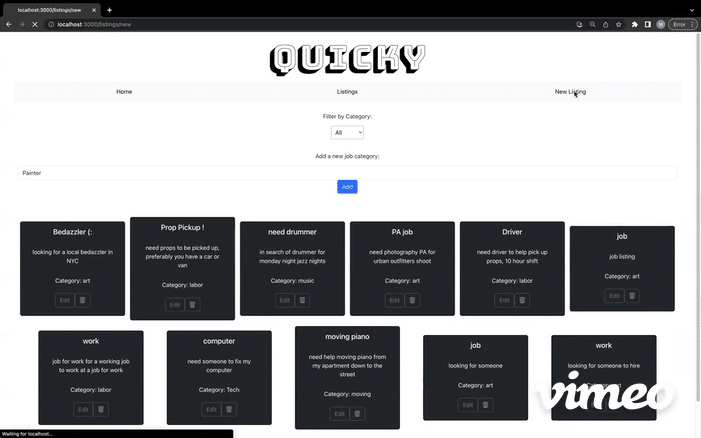 localhost:3000/listings/new
localhost:3000/listings/new
Error
QUICKY
Home
Listings
New Listing
Filter by Category:
All
Add a new job category:
Painter
Add
Bedazzler (:
looking for a local bedazzler in
NYC
Category: art
Edit
Prop Pickup !
need props to be picked up,
preferably you have a car or
van
Category: labor
Edit
need drummer
in search of drummer for
monday night jazz nights
Category: music
Edit
PA job
need photography PA for
urban outfitters shoot
Category: art
Edit
Driver
need driver to help pick up
props, 10 hour shift
Category: labor
Edit
job
job listing
Category: art
Edit
work
job for work for a working job
to work at a job for work
Category: labor
Edit
computer
need someone to fix my
computer
Category: Tech
Edit
moving piano
need help moving piano from
my apartment down to the
street
Category: moving
Edit
job
looking for someone
Category: art
Edit
work
looking for someone to hire
vimeo
Waiting for localhost...